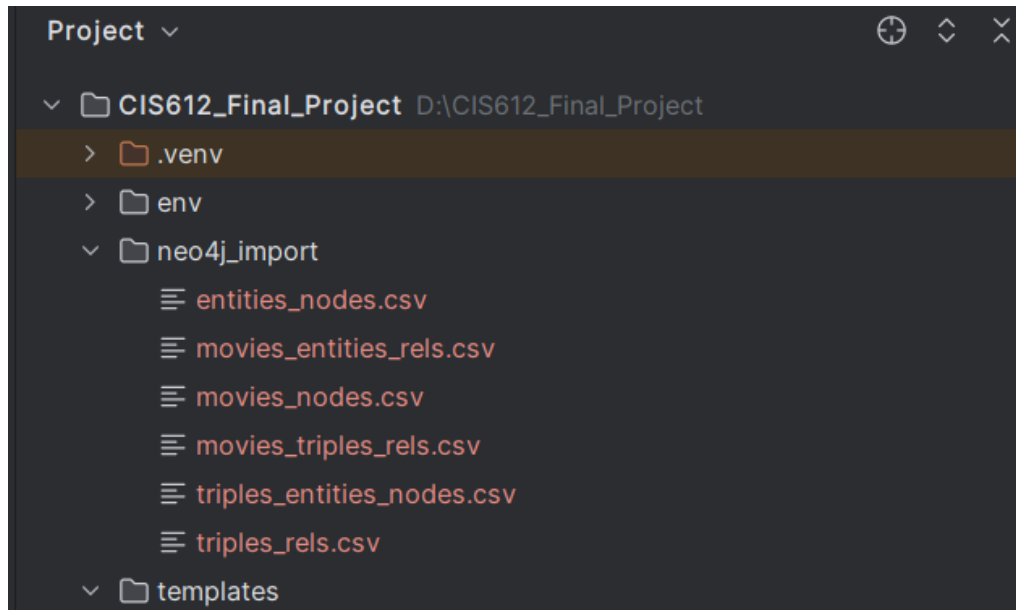 Project
CIS612_Final_Project D:\CIS612_Final_Project
.venv
env
neo4j_import
entities_nodes.csv
movies_entities_rels.csv
movies_nodes.csv
movies_triples_rels.csv
triples_entities_nodes.csv
triples_rels.csv
templates